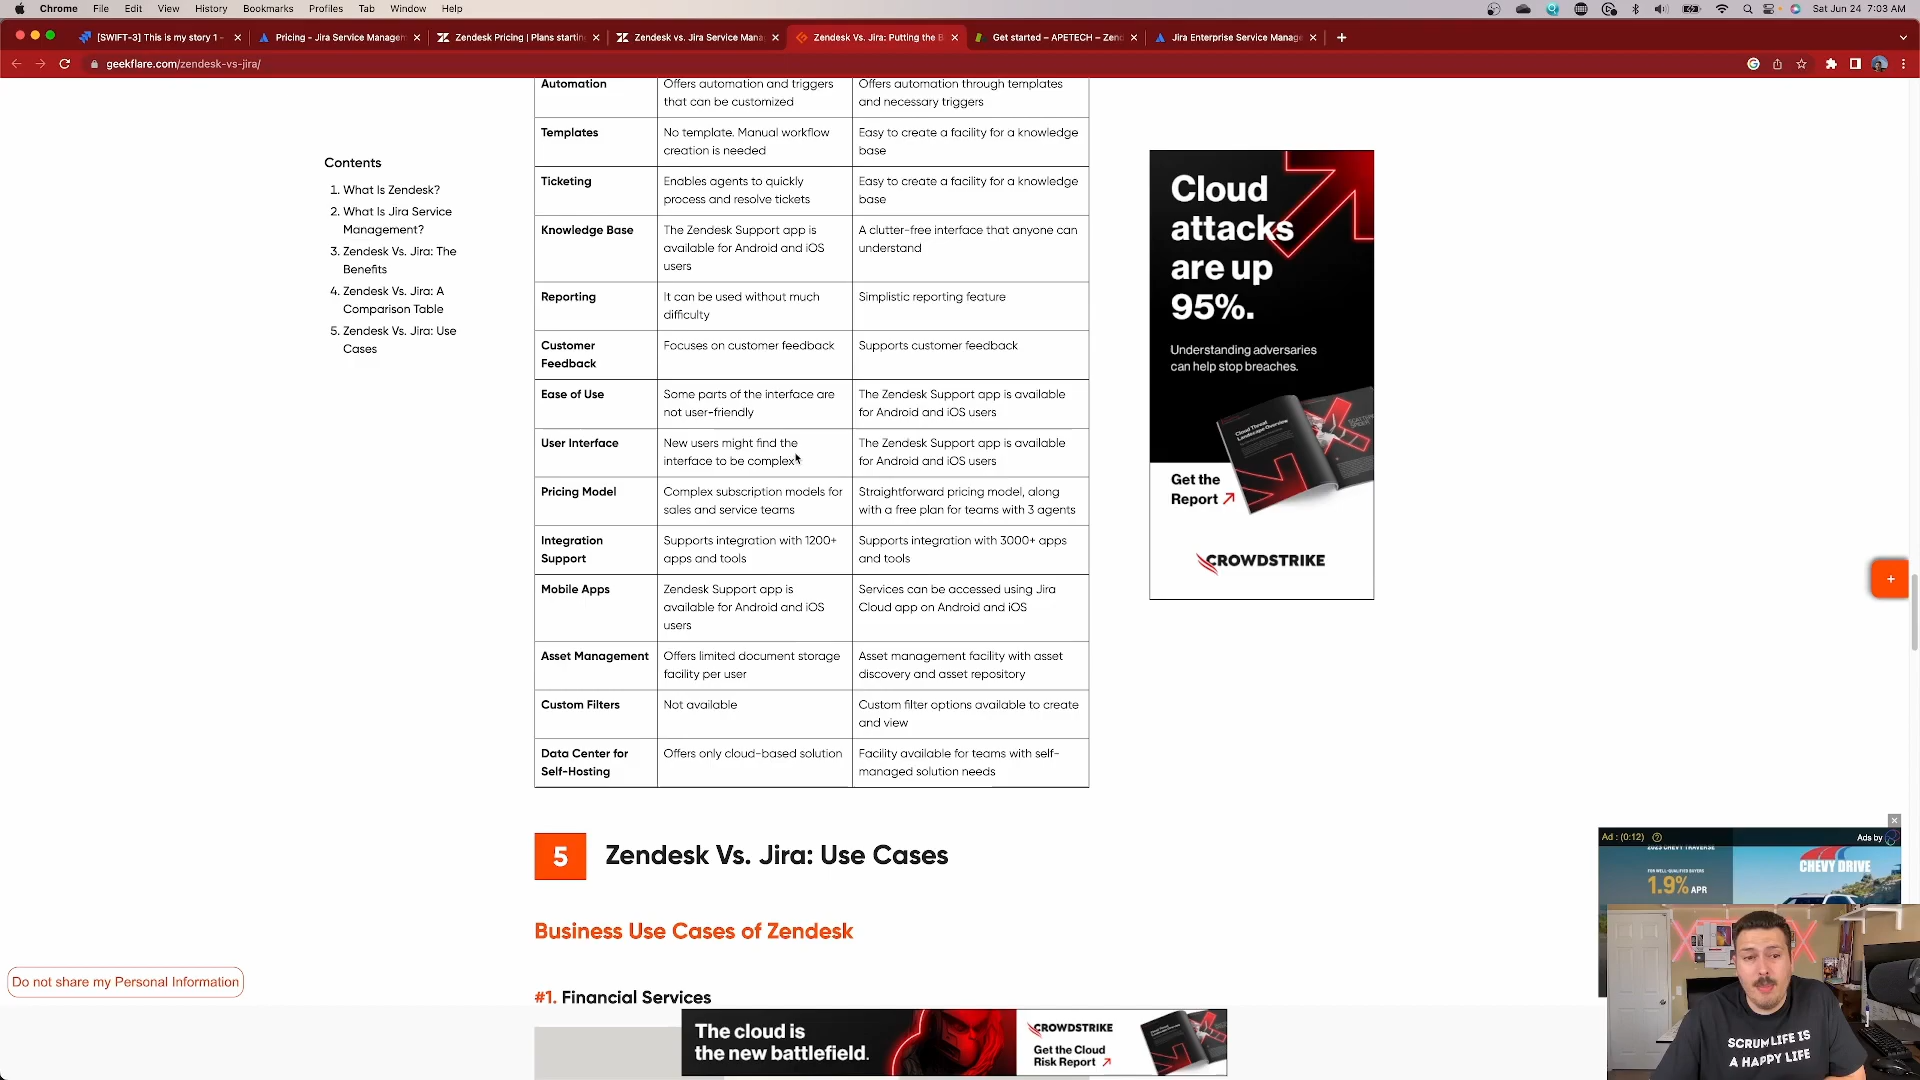 Chrome File Edit View History Bookmarks Profiles Tab Window Help
Sat Jun 24 7:03 AM
[SWIFT-3] This is my story 1 -
Pricing - Jira Service Managem
Zendesk Pricing | Plans startin
Zendesk vs. Jira Service Mana
Zendesk Vs. Jira: Putting the B
Get started – APETECH – Zend
Jira Enterprise Service Manage
geekflare.com/zendesk-vs-jira/
Contents
1. What Is Zendesk?
2. What Is Jira Service
Management?
3. Zendesk Vs. Jira: The
Benefits
4. Zendesk Vs. Jira: A
Comparison Table
5. Zendesk Vs. Jira: Use
Cases
Automation
Offers automation and triggers
that can be customized
Offers automation through templates
and necessary triggers
Templates
No template. Manual workflow
creation is needed
Easy to create a facility for a knowledge
base
Ticketing
Enables agents to quickly
process and resolve tickets
Easy to create a facility for a knowledge
base
Knowledge Base
The Zendesk Support app is
available for Android and iOS
users
A clutter-free interface that anyone can
understand
Reporting
It can be used without much
difficulty
Simplistic reporting feature
Customer
Feedback
Focuses on customer feedback
Supports customer feedback
Ease of Use
Some parts of the interface are
not user-friendly
The Zendesk Support app is available
for Android and iOS users
User Interface
New users might find the
interface to be complex
The Zendesk Support app is available
for Android and iOS users
Pricing Model
Complex subscription models for
sales and service teams
Straightforward pricing model, along
with a free plan for teams with 3 agents
Integration
Support
Supports integration with 1200+
apps and tools
Supports integration with 3000+ apps
and tools
Mobile Apps
Zendesk Support app is
available for Android and iOS
users
Services can be accessed using Jira
Cloud app on Android and iOS
Asset Management
Offers limited document storage
facility per user
Asset management facility with asset
discovery and asset repository
Custom Filters
Not available
Custom filter options available to create
and view
Data Center for
Self-Hosting
Offers only cloud-based solution
Facility available for teams with self-
managed solution needs
Cloud
attacks
are up
95%.
Understanding adversaries
can help stop breaches.
Cloud Threat
Landscape Overview
Get the
Report
CROWDSTRIKE
+
5 Zendesk Vs. Jira: Use Cases
Business Use Cases of Zendesk
#1. Financial Services
Do not share my Personal Information
The cloud is
the new battlefield.
CROWDSTRIKE
Get the Cloud
Risk Report
Ad : (0:12)
Ads by
2023 CHEVY TRAVERSE
FOR WELL-QUALIFIED BUYERS
1.9% APR
CHEVY DRIVE
SCRUM LIFE IS
A HAPPY LIFE